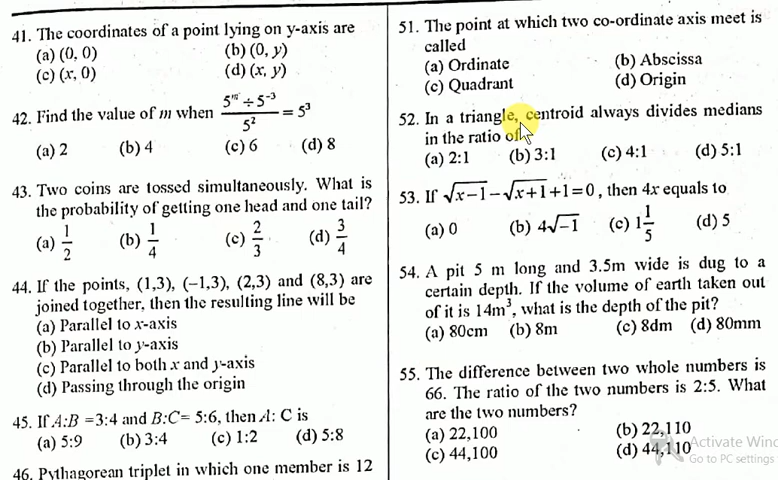 41. The coordinates of a point lying on y-axis are
(a) (0, 0) (b) (0, y)
(c) (x, 0) (d) (x, y)
42. Find the value of m when (5^m ÷ 5^-3) / 5^2 = 5^3
(a) 2 (b) 4 (c) 6 (d) 8
43. Two coins are tossed simultaneously. What is
the probability of getting one head and one tail?
(a) 1/2 (b) 1/4 (c) 2/3 (d) 3/4
44. If the points, (1,3), (−1,3), (2,3) and (8,3) are
joined together, then the resulting line will be
(a) Parallel to x-axis
(b) Parallel to y-axis
(c) Parallel to both x and y-axis
(d) Passing through the origin
45. If A:B =3:4 and B:C= 5:6, then A: C is
(a) 5:9 (b) 3:4 (c) 1:2 (d) 5:8
46. Pythagorean triplet in which one member is 12
51. The point at which two co-ordinate axis meet is
called
(a) Ordinate (b) Abscissa
(c) Quadrant (d) Origin
52. In a triangle, centroid always divides medians
in the ratio of
(a) 2:1 (b) 3:1 (c) 4:1 (d) 5:1
53. If √(x−1) − √(x+1) + 1 = 0, then 4x equals to
(a) 0 (b) 4√−1 (c) 1 1/5 (d) 5
54. A pit 5 m long and 3.5m wide is dug to a
certain depth. If the volume of earth taken out
of it is 14m³, what is the depth of the pit?
(a) 80cm (b) 8m (c) 8dm (d) 80mm
55. The difference between two whole numbers is
66. The ratio of the two numbers is 2:5. What
are the two numbers?
(a) 22,100 (b) 22,110
(c) 44,100 (d) 44,110
Activate Wind
Go to PC settings